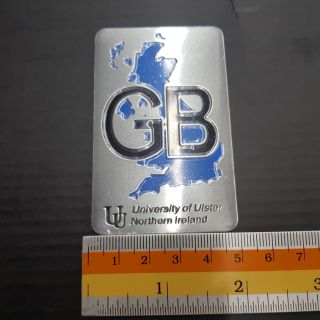 GB
UU University of Ulster
Northern Ireland
1 2 3 4 5 6 7
1 2 3